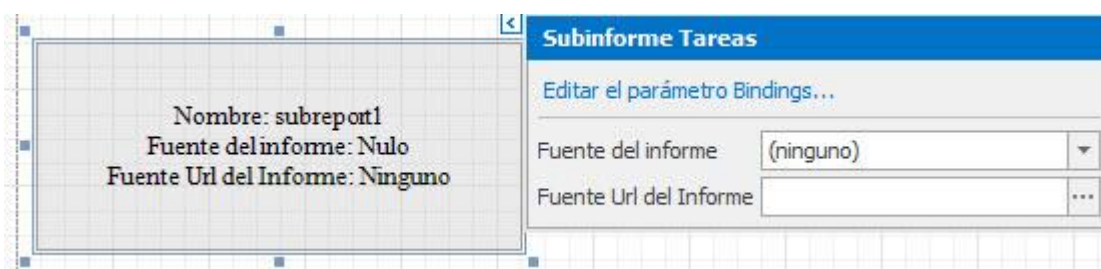 Nombre: subreport1
Fuente del informe: Nulo
Fuente Url del Informe: Ninguno
Subinforme Tareas
Editar el parámetro Bindings...
Fuente del informe (ninguno)
Fuente Url del Informe ...